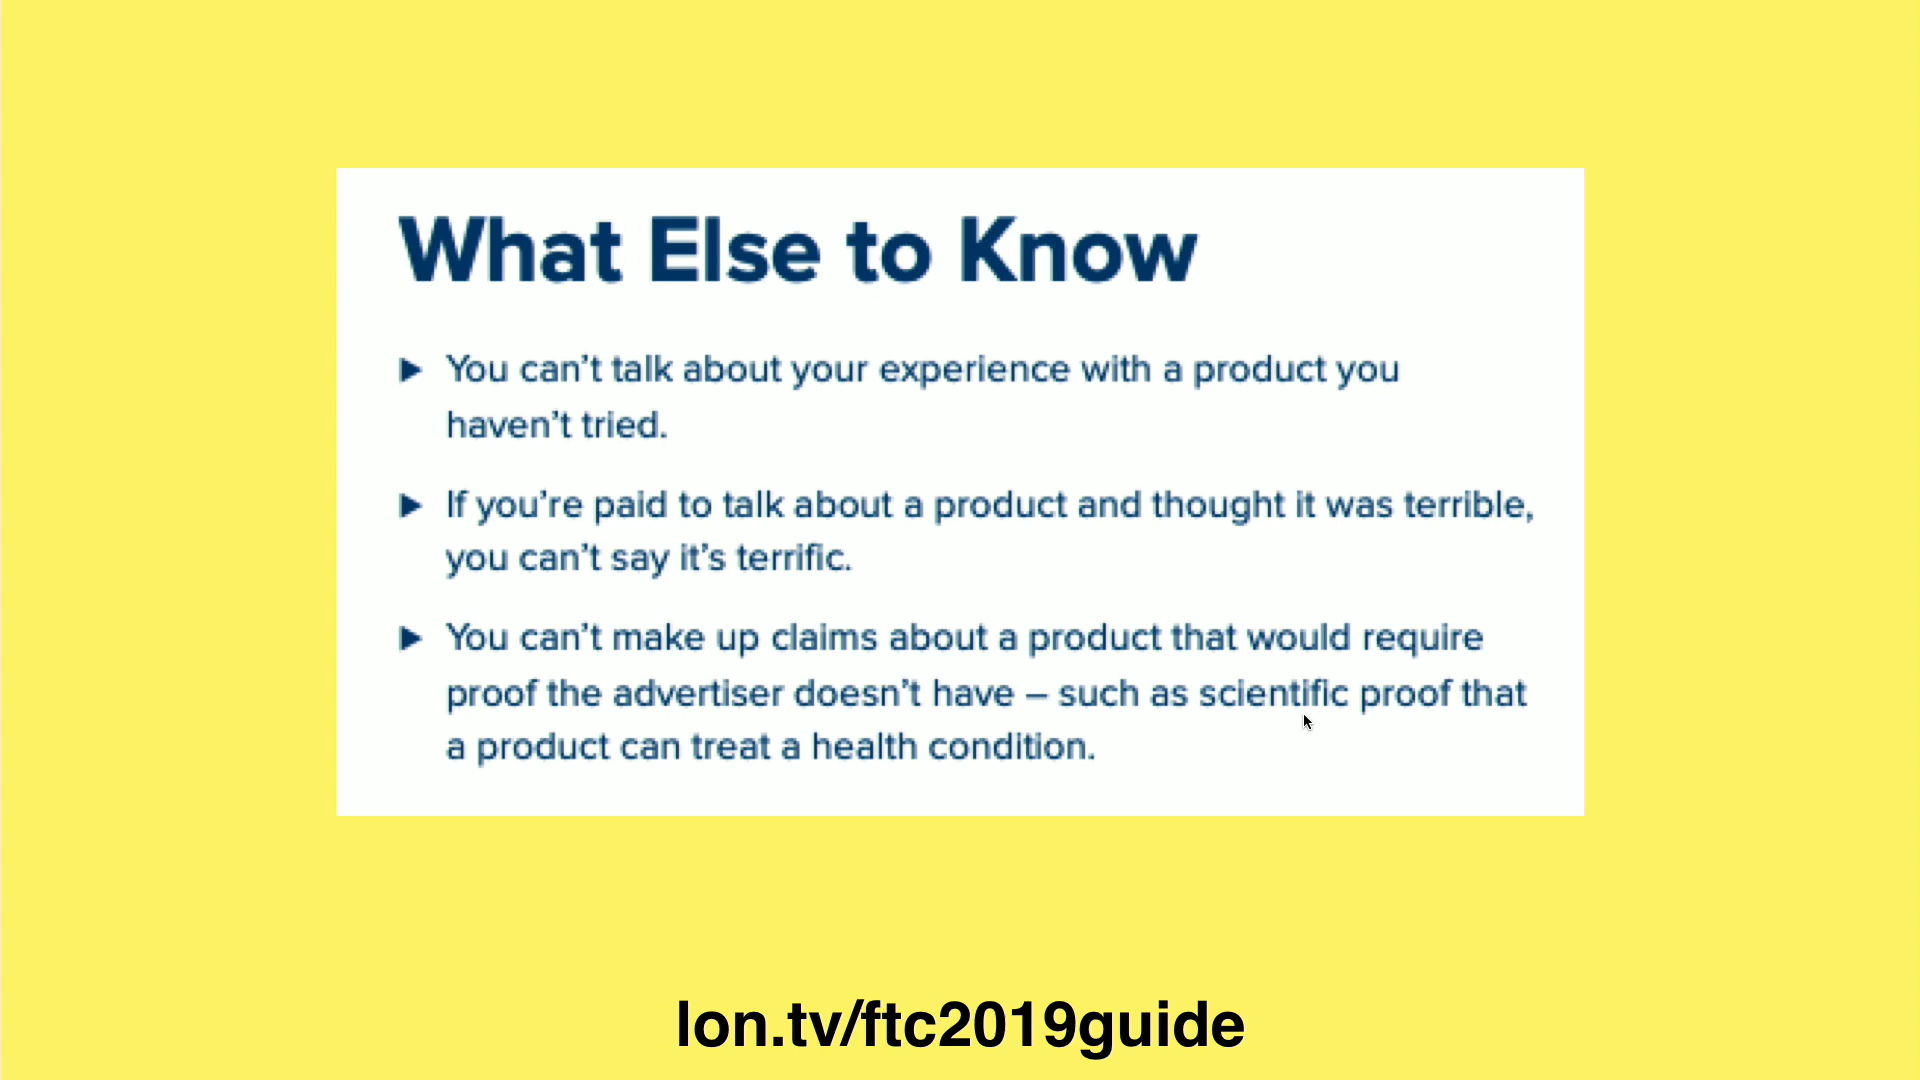 What Else to Know
► You can’t talk about your experience with a product you
haven’t tried.
► If you’re paid to talk about a product and thought it was terrible,
you can’t say it’s terrific.
► You can’t make up claims about a product that would require
proof the advertiser doesn’t have – such as scientific proof that
a product can treat a health condition.
lon.tv/ftc2019guide